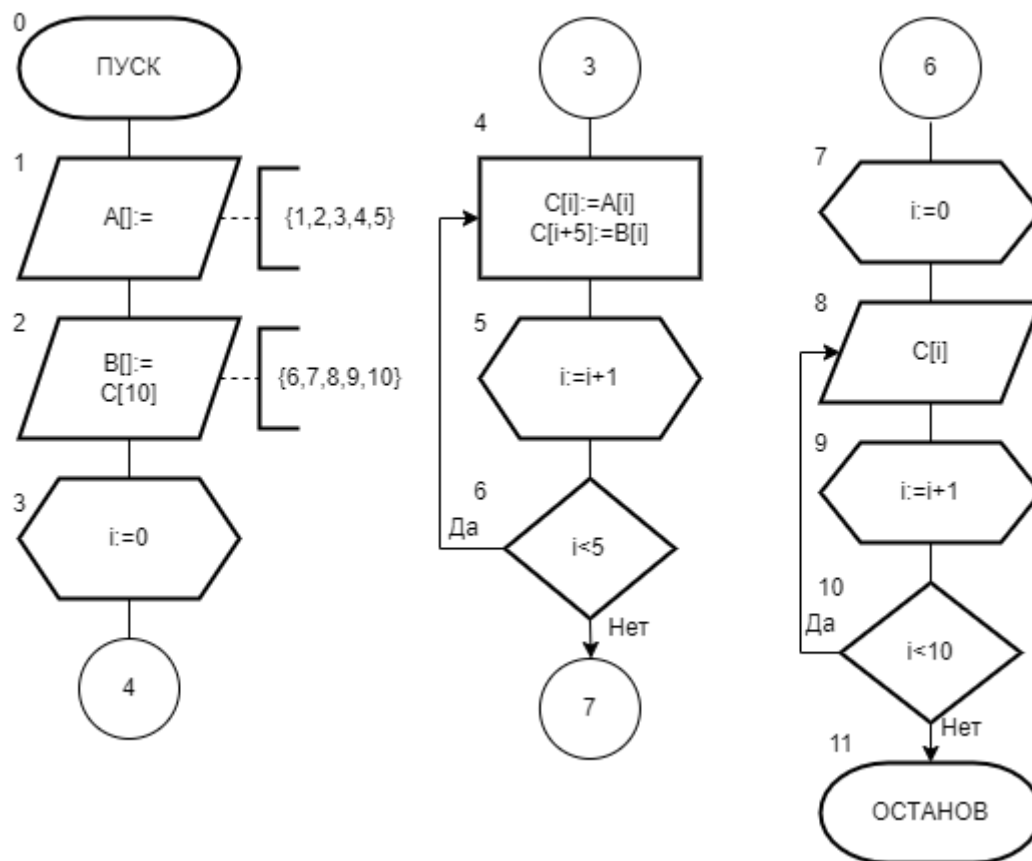 0
ПУСК
1
A[]:=
{1,2,3,4,5}
2
B[]:=
C[10]
{6,7,8,9,10}
3
i:=0
4
3
4
C[i]:=A[i]
C[i+5]:=B[i]
5
i:=i+1
6
i<5
Да
Нет
7
6
7
i:=0
8
C[i]
9
i:=i+1
10
i<10
Да
Нет
11
ОСТАНОВ